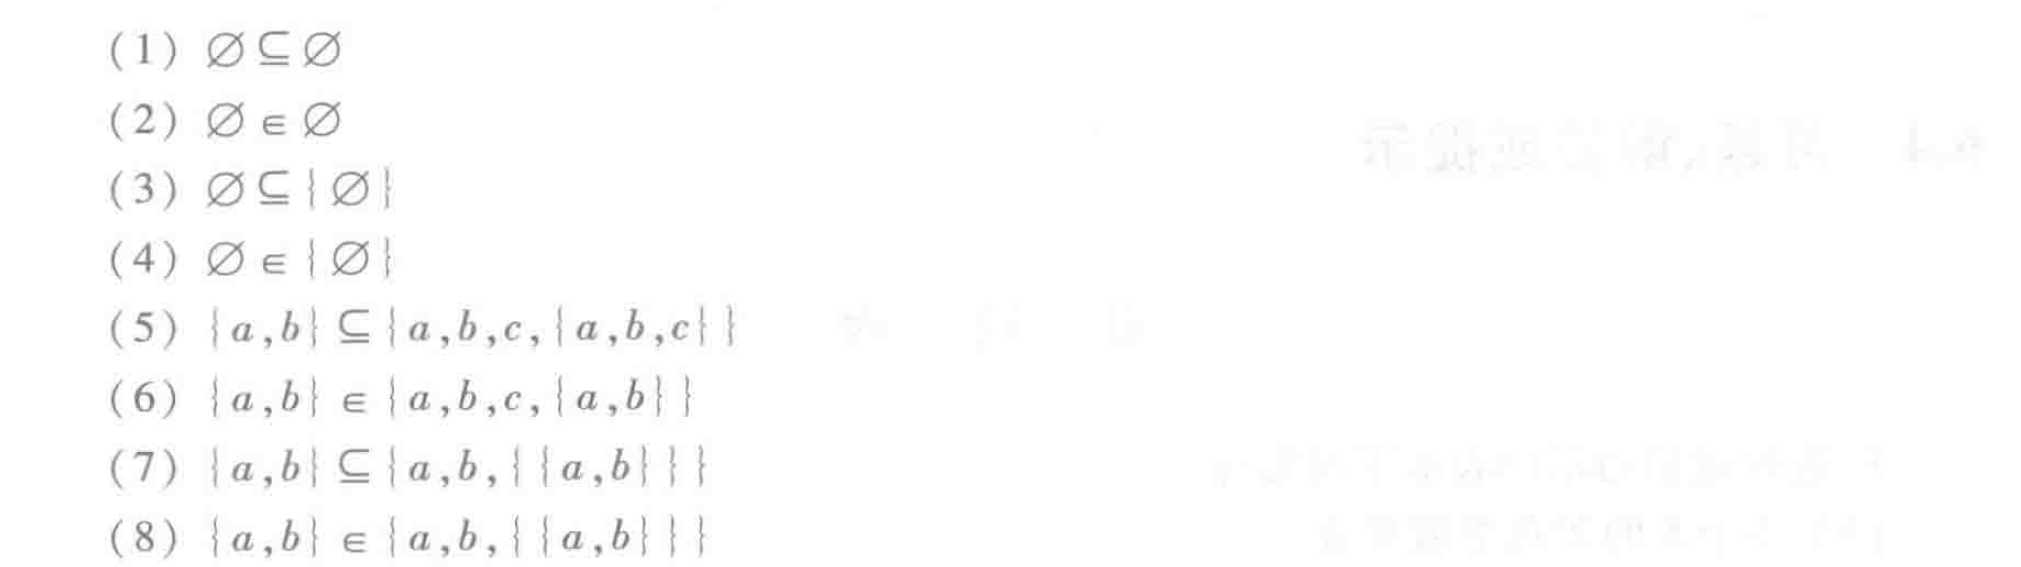 (1) ∅⊆∅
(2) ∅∈∅
(3) ∅⊆{∅}
(4) ∅∈{∅}
(5) {a,b}⊆{a,b,c,{a,b,c}}
(6) {a,b}∈{a,b,c,{a,b}}
(7) {a,b}⊆{a,b,{{a,b}}}
(8) {a,b}∈{a,b,{{a,b}}}